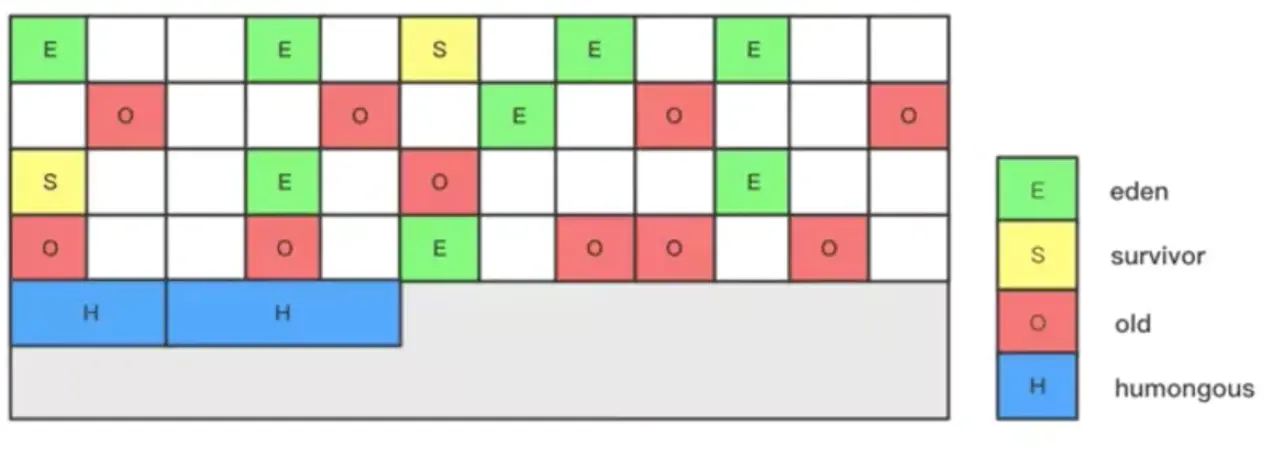 E E S E E
O O E O O
S E O E
O O E O O O
H H
E eden
S survivor
O old
H humongous